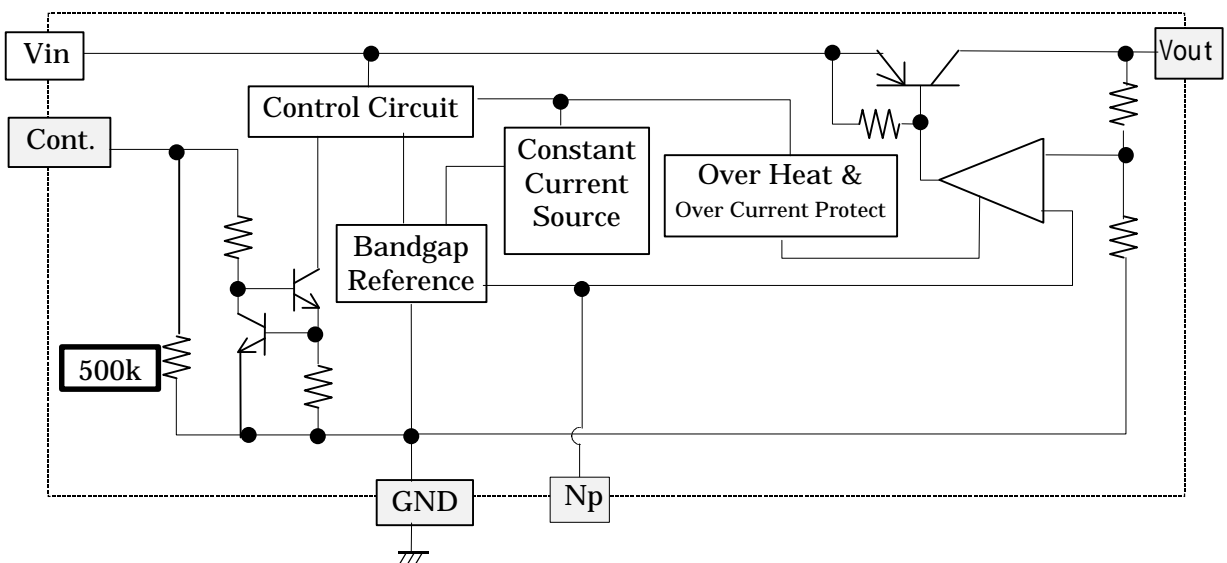 Vin
Vout
Control Circuit
Cont.
Constant
Current
Source
Over Heat &
Over Current Protect
Bandgap
Reference
500k
GND
Np